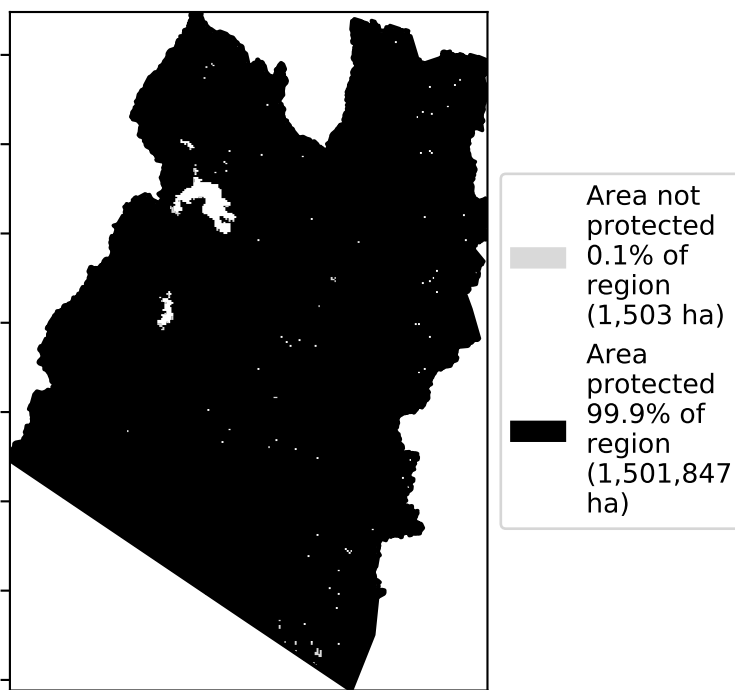 Area not
protected
0.1% of
region
(1,503 ha)
Area
protected
99.9% of
region
(1,501,847
ha)